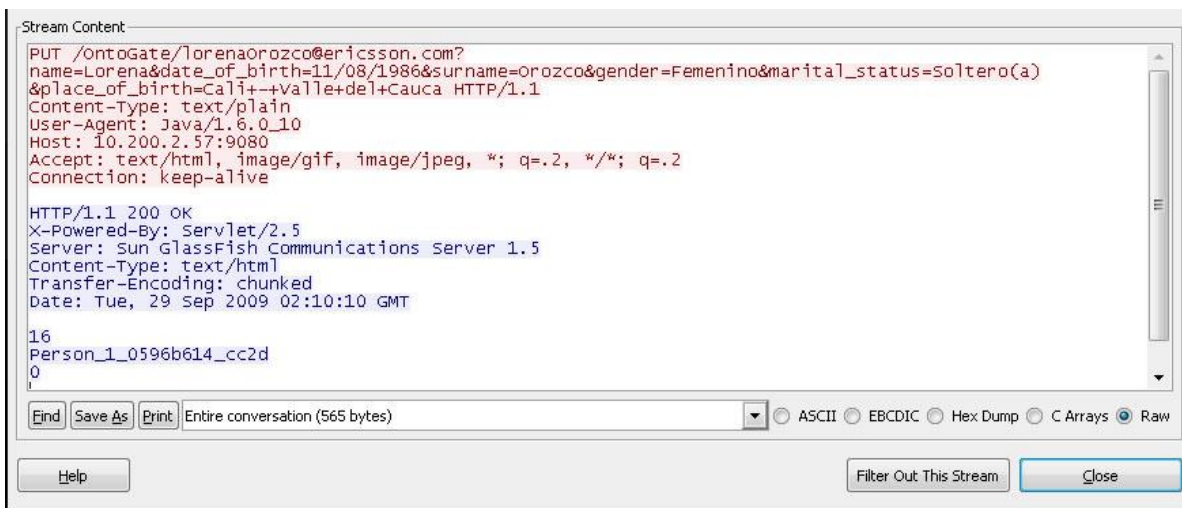 Stream Content
PUT /OntoGate/lorenaOrozco@ericsson.com?
name=Lorena&date_of_birth=11/08/1986&surname=Orozco&gender=Femenino&marital_status=Soltero(a)
&place_of_birth=Cali+-+Valle+del+Cauca HTTP/1.1
Content-Type: text/plain
User-Agent: Java/1.6.0_10
Host: 10.200.2.57:9080
Accept: text/html, image/gif, image/jpeg, *; q=.2, */*; q=.2
Connection: keep-alive
HTTP/1.1 200 OK
X-Powered-By: Servlet/2.5
Server: Sun GlassFish Communications Server 1.5
Content-Type: text/html
Transfer-Encoding: chunked
Date: Tue, 29 Sep 2009 02:10:10 GMT
16
Person_1_0596b614_cc2d
0
Find Save As Print Entire conversation (565 bytes) ASCII EBCDIC Hex Dump C Arrays Raw
Help Filter Out This Stream Close